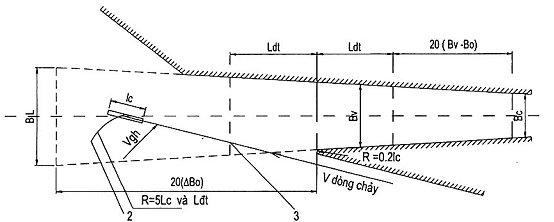 Ldt
Ldt
20 ( Bv -Bo)
lc
B₁L
Vgh
Bv
Bc
R =0.2lc
20(ΔBo)
V dòng chảy
R=5Lc và Ldt
2
3